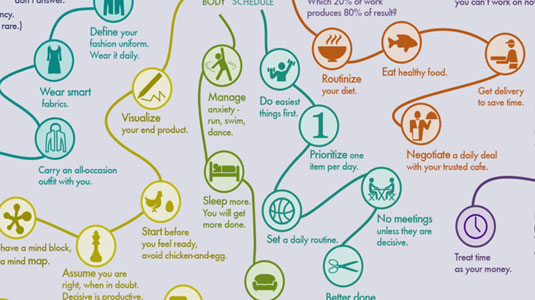 don't answer.
BODY SCHEDULE
Which 20% of work
produces 80% of result?
you can't work on now
ency.
rare.)
Define your
fashion uniform.
Wear it daily.
Routinize
your diet.
Eat healthy food.
Get delivery
to save time.
Wear smart
fabrics.
Visualize
your end product.
Manage
anxiety -
run, swim,
dance.
Do easiest
things first.
1
Prioritize one
item per day.
Negotiate a daily deal
with your trusted cafe.
Carry an all-occasion
outfit with you.
Sleep more.
You will get
more done.
Start before
you feel ready,
avoid chicken-and-egg.
Set a daily routine.
No meetings
unless they are
decisive.
have a mind block,
a mind map.
Assume you are
right, when in doubt.
Decisive is productive.
Treat time
as your money.
Better done